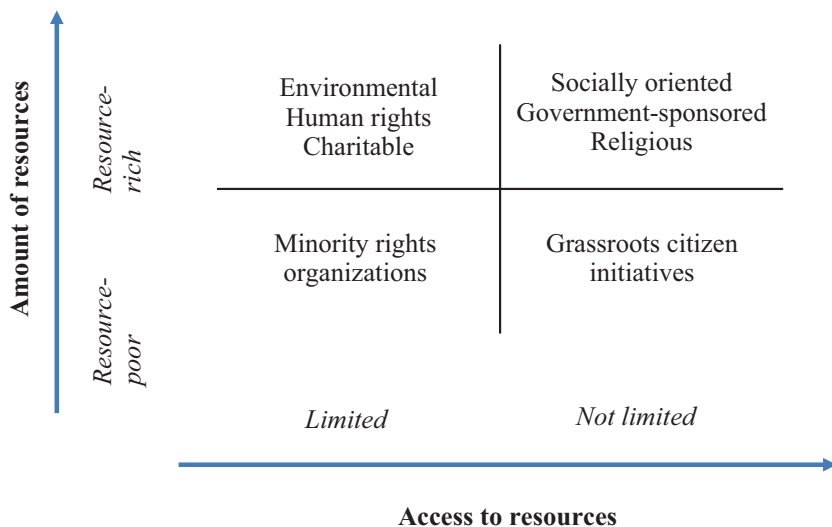 Amount of resources
Resource-
rich
Resource-
poor
Environmental
Human rights
Charitable
Socially oriented
Government-sponsored
Religious
Minority rights
organizations
Grassroots citizen
initiatives
Limited
Not limited
Access to resources